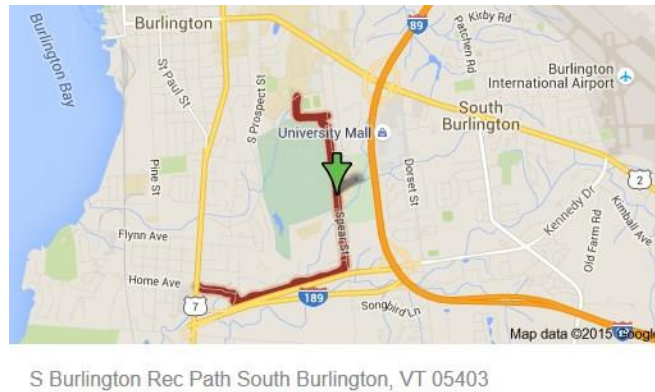 Burlington
Burlington Bay
St Paul St
S Prospect St
89
Kirby Rd
Patchen Rd
Burlington
International Airport
University Mall
South
Burlington
Pine St
Dorset St
2
Spear St
Kennedy Dr
Kimball Ave
Old Farm Rd
Flynn Ave
Home Ave
7
189
Songbird Ln
Map data ©2015 Google
S Burlington Rec Path South Burlington, VT 05403